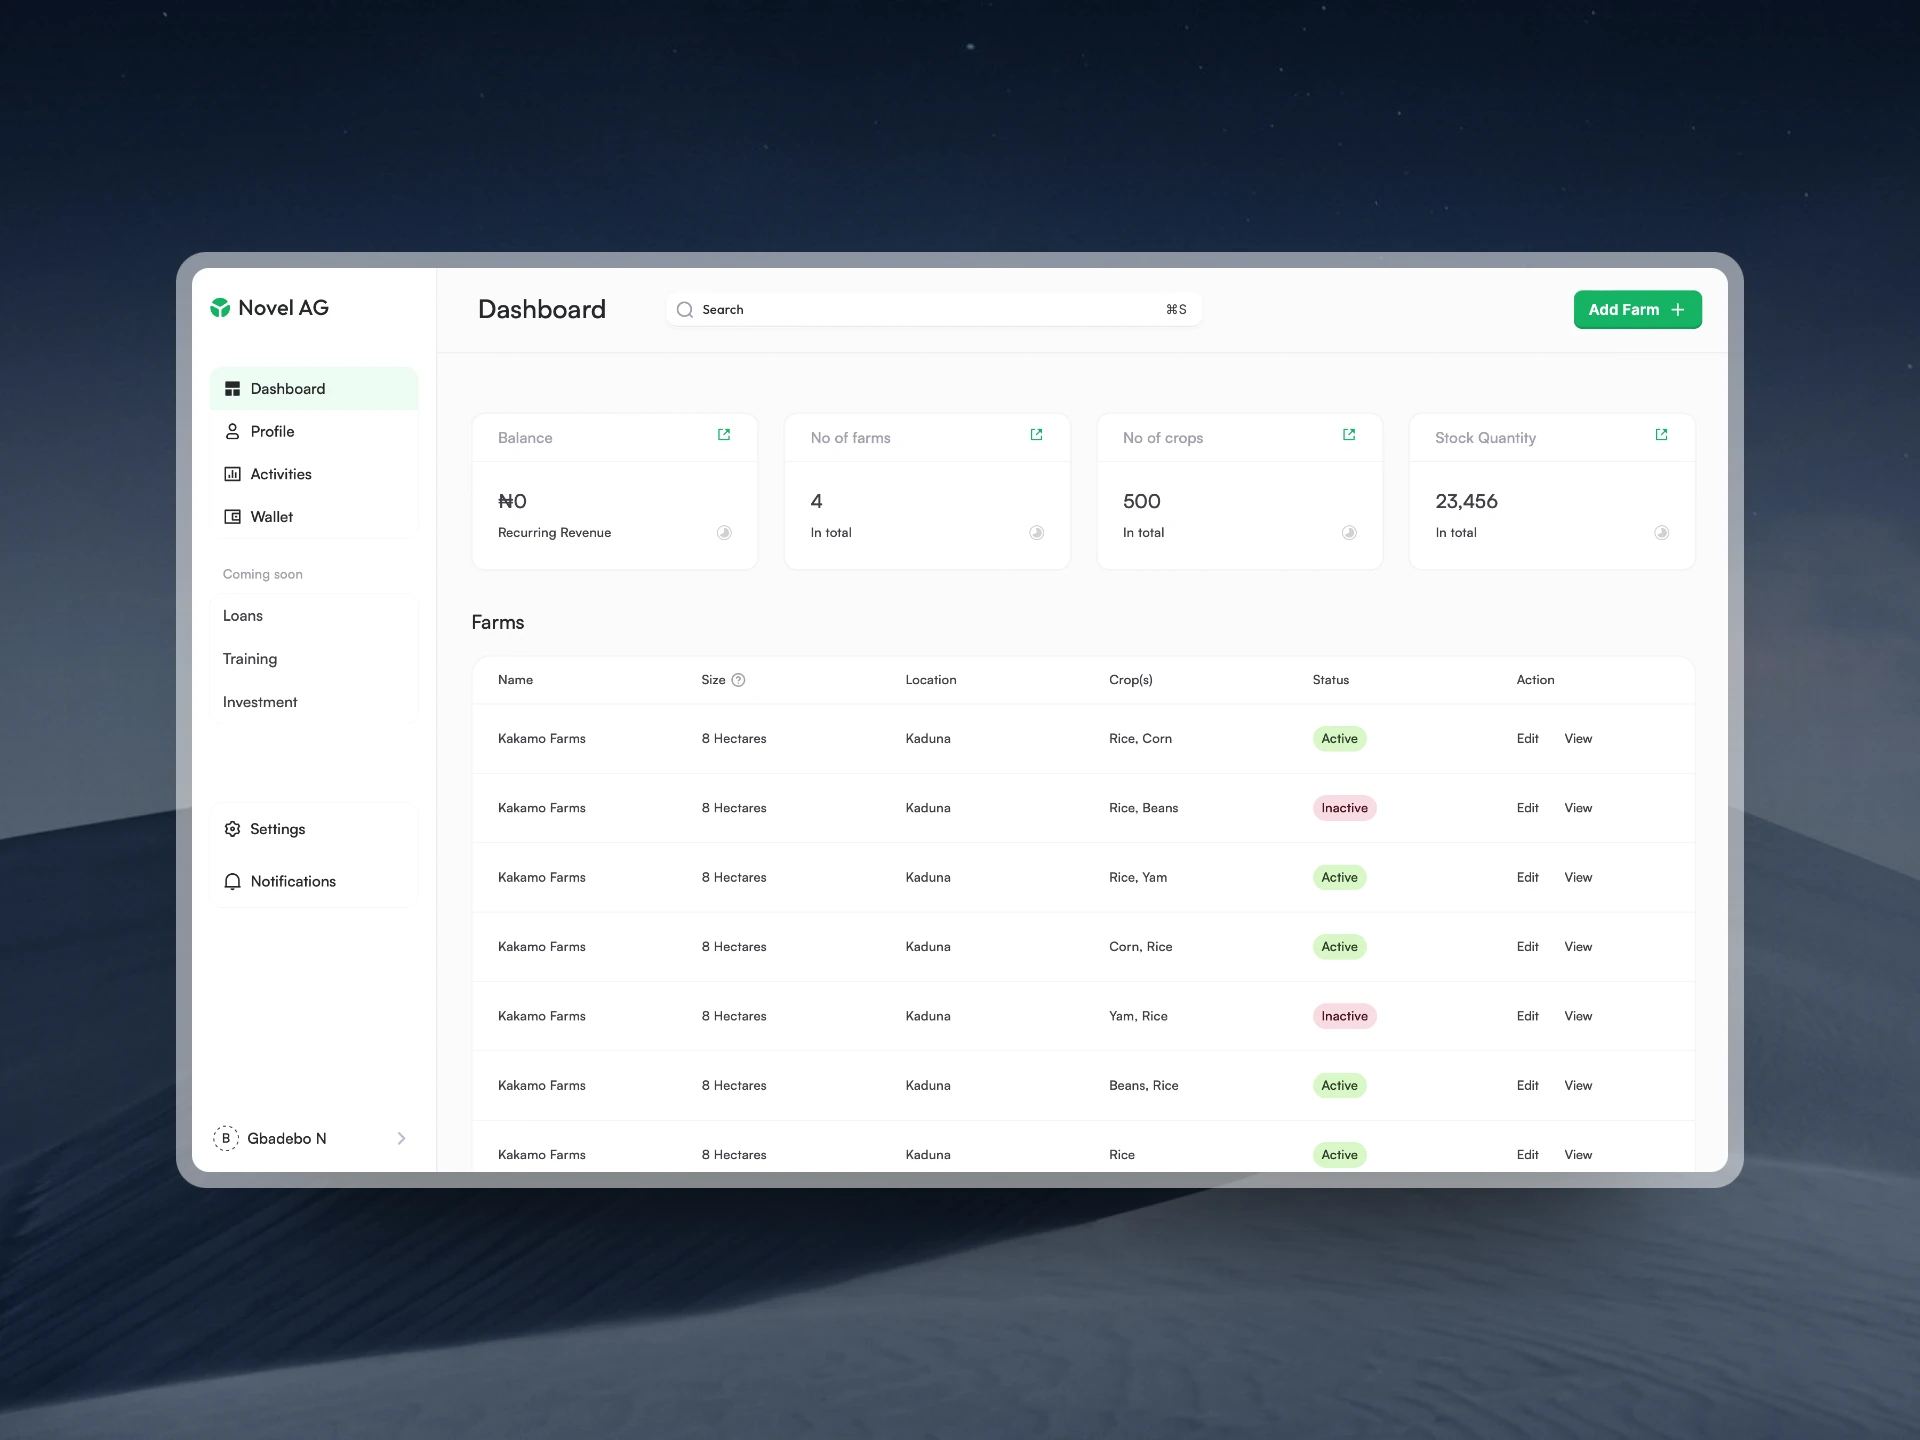 Novel AG
Dashboard
Profile
Activities
Wallet
Coming soon
Loans
Training
Investment
Settings
Notifications
B Gbadebo N
Dashboard
Search ⌘S
Add Farm +
Balance
₦0
Recurring Revenue
No of farms
4
In total
No of crops
500
In total
Stock Quantity
23,456
In total
Farms
Name Size ? Location Crop(s) Status Action
Kakamo Farms 8 Hectares Kaduna Rice, Corn Active Edit View
Kakamo Farms 8 Hectares Kaduna Rice, Beans Inactive Edit View
Kakamo Farms 8 Hectares Kaduna Rice, Yam Active Edit View
Kakamo Farms 8 Hectares Kaduna Corn, Rice Active Edit View
Kakamo Farms 8 Hectares Kaduna Yam, Rice Inactive Edit View
Kakamo Farms 8 Hectares Kaduna Beans, Rice Active Edit View
Kakamo Farms 8 Hectares Kaduna Rice Active Edit View